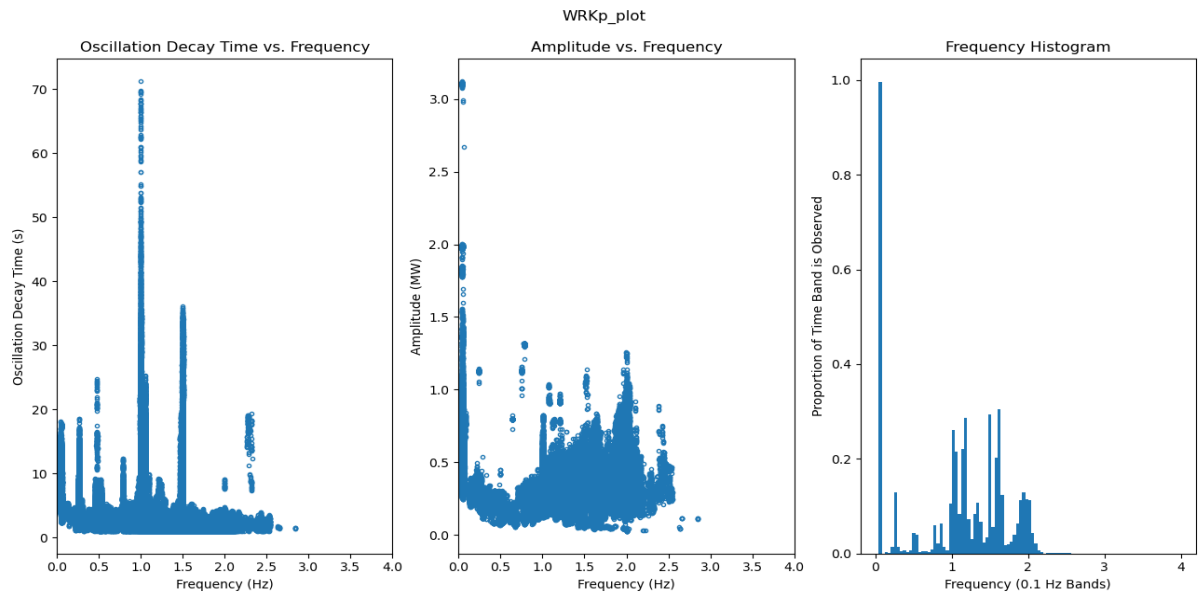 WRKp_plot
Oscillation Decay Time vs. Frequency
Oscillation Decay Time (s)
70
60
50
40
30
20
10
0
0.0 0.5 1.0 1.5 2.0 2.5 3.0 3.5 4.0
Frequency (Hz)
Amplitude vs. Frequency
Amplitude (MW)
3.0
2.5
2.0
1.5
1.0
0.5
0.0
0.0 0.5 1.0 1.5 2.0 2.5 3.0 3.5 4.0
Frequency (Hz)
Frequency Histogram
Proportion of Time Band is Observed
1.0
0.8
0.6
0.4
0.2
0.0
0 1 2 3 4
Frequency (0.1 Hz Bands)